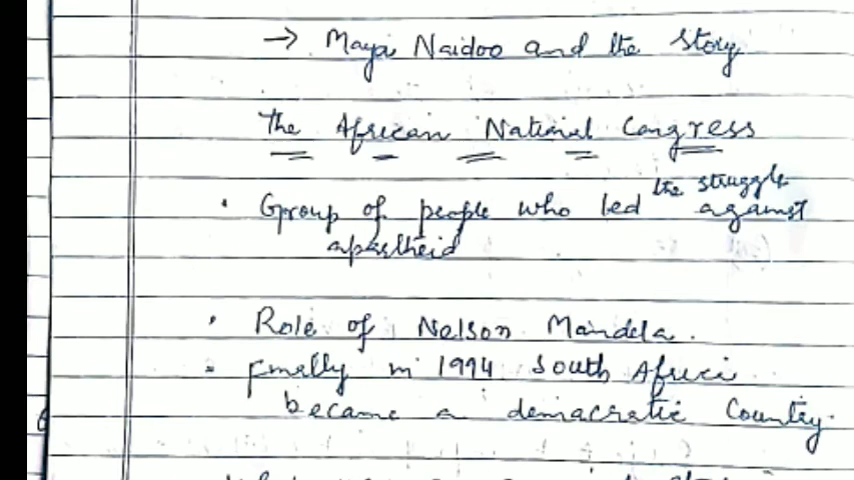 → Maya Naidoo and the story
The African National Congress
• Group of people who led the struggle against
apartheid
• Role of Nelson Mandela.
• Finally in 1994 South Africa
became a democratic Country.